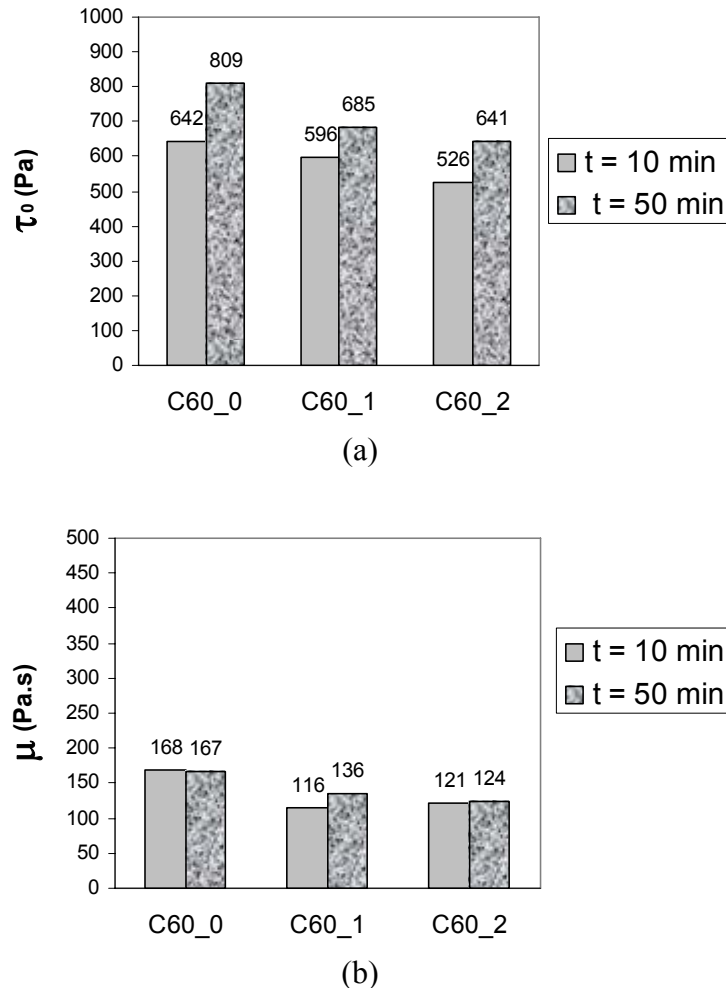 1000
900
800
700
600
500
400
300
200
100
0
τ0 (Pa)
642
809
596
685
526
641
C60_0
C60_1
C60_2
t = 10 min
t = 50 min
(a)
500
450
400
350
300
250
200
150
100
50
0
μ (Pa.s)
168
167
116
136
121
124
C60_0
C60_1
C60_2
t = 10 min
t = 50 min
(b)